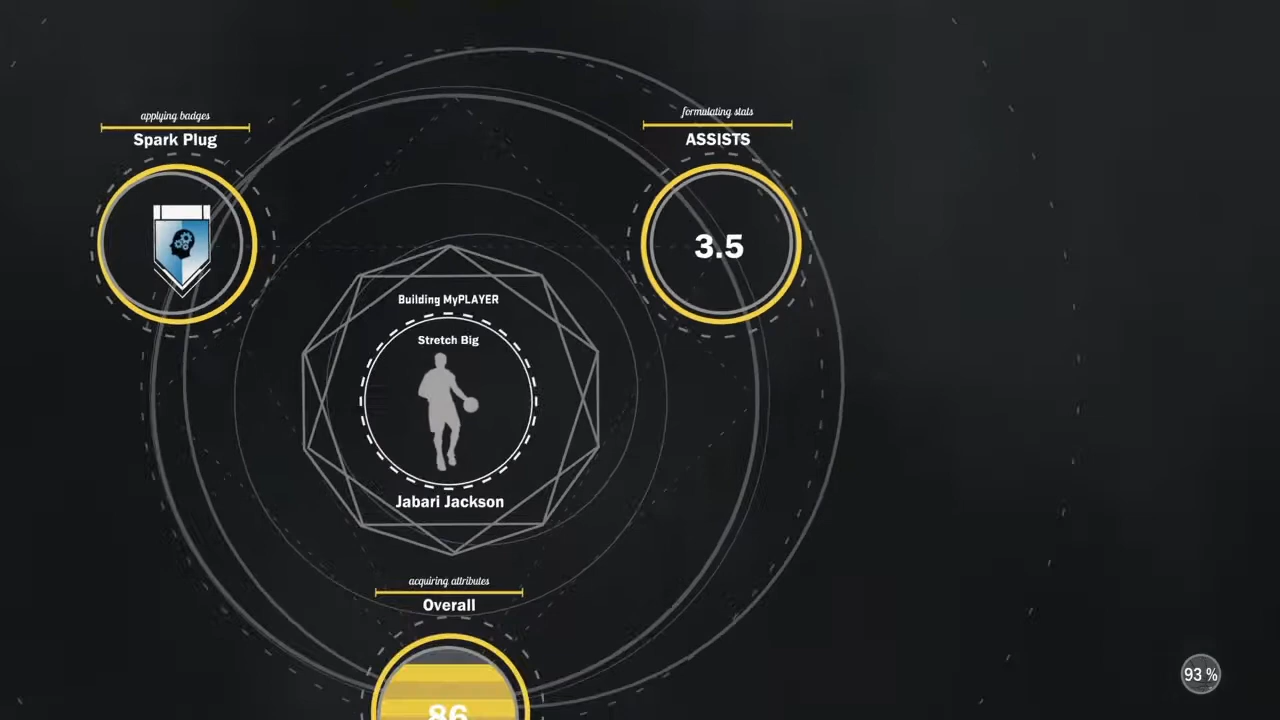 applying badges
Spark Plug
formulating stats
ASSISTS
3.5
Building MyPLAYER
Stretch Big
Jabari Jackson
acquiring attributes
Overall
86
93 %